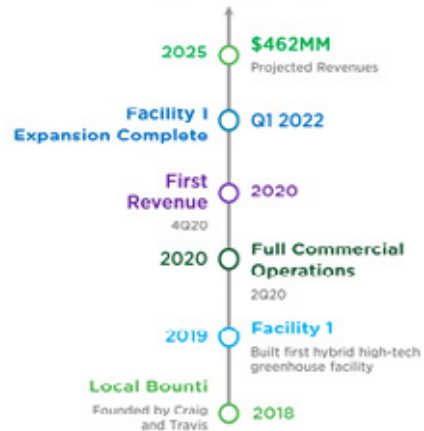 2025
$462MM
Projected Revenues
Facility 1
Expansion Complete
Q1 2022
First
Revenue
4Q20
2020
2020
Full Commercial
Operations
2Q20
2019
Facility 1
Built first hybrid high-tech
greenhouse facility
Local Bounti
Founded by Craig
and Travis
2018